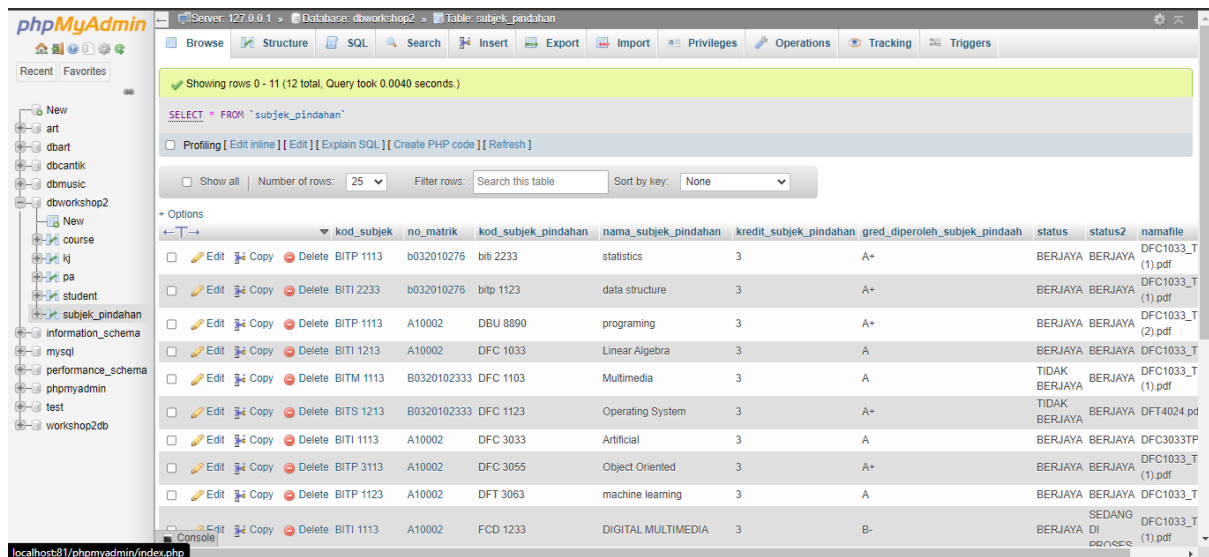 phpMyAdmin
Recent Favorites
New
art
dbart
dbcantik
dbmusic
dbworkshop2
New
course
kj
pa
student
subjek_pindahan
information_schema
mysql
performance_schema
phpmyadmin
test
workshop2db
Server: 127.0.0.1 » Database: dbworkshop2 » Table: subjek_pindahan
Browse Structure SQL Search Insert Export Import Privileges Operations Tracking Triggers
Showing rows 0 - 11 (12 total, Query took 0.0040 seconds.)
SELECT * FROM `subjek_pindahan`
Profiling [ Edit inline ] [ Edit ] [ Explain SQL ] [ Create PHP code ] [ Refresh ]
Show all | Number of rows: 25 Filter rows: Search this table Sort by key: None
+ Options
←T→ kod_subjek no_matrik kod_subjek_pindahan nama_subjek_pindahan kredit_subjek_pindahan gred_diperoleh_subjek_pindaah status status2 namafile
Edit Copy Delete BITP 1113 b032010276 biti 2233 statistics 3 A+ BERJAYA BERJAYA DFC1033_T
(1).pdf
Edit Copy Delete BITI 2233 b032010276 bitp 1123 data structure 3 A+ BERJAYA BERJAYA DFC1033_T
(1).pdf
Edit Copy Delete BITP 1113 A10002 DBU 8890 programing 3 A+ BERJAYA BERJAYA DFC1033_T
(2).pdf
Edit Copy Delete BITI 1213 A10002 DFC 1033 Linear Algebra 3 A BERJAYA BERJAYA DFC1033_T
Edit Copy Delete BITM 1113 B0320102333 DFC 1103 Multimedia 3 A TIDAK BERJAYA BERJAYA DFC1033_T
(1).pdf
Edit Copy Delete BITS 1213 B0320102333 DFC 1123 Operating System 3 A+ TIDAK BERJAYA BERJAYA DFT4024.pd
Edit Copy Delete BITI 1113 A10002 DFC 3033 Artificial 3 A BERJAYA BERJAYA DFC3033TP
Edit Copy Delete BITP 3113 A10002 DFC 3055 Object Oriented 3 A+ BERJAYA BERJAYA DFC1033_T
(1).pdf
Edit Copy Delete BITP 1123 A10002 DFT 3063 machine learning 3 A BERJAYA BERJAYA DFC1033_T
Edit Copy Delete BITI 1113 A10002 FCD 1233 DIGITAL MULTIMEDIA 3 B- BERJAYA SEDANG DI PROSES DFC1033_T
(1).pdf
Console
localhost:81/phpmyadmin/index.php